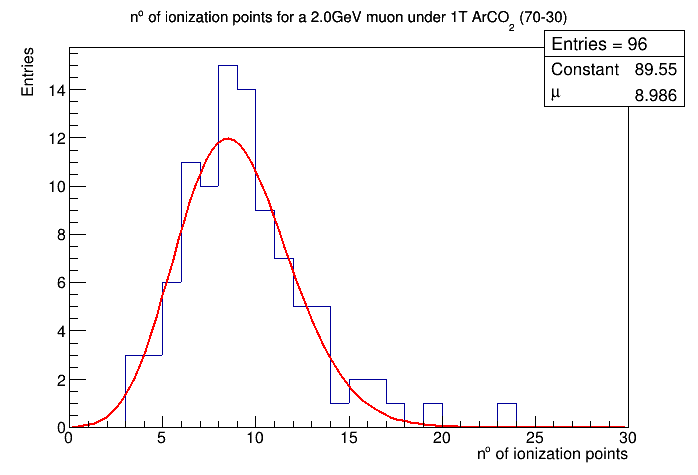 nº of ionization points for a 2.0GeV muon under 1T ArCO2 (70-30)
Entries = 96
Constant 89.55
μ 8.986
Entries
14
12
10
8
6
4
2
0
0 5 10 15 20 25 30
nº of ionization points